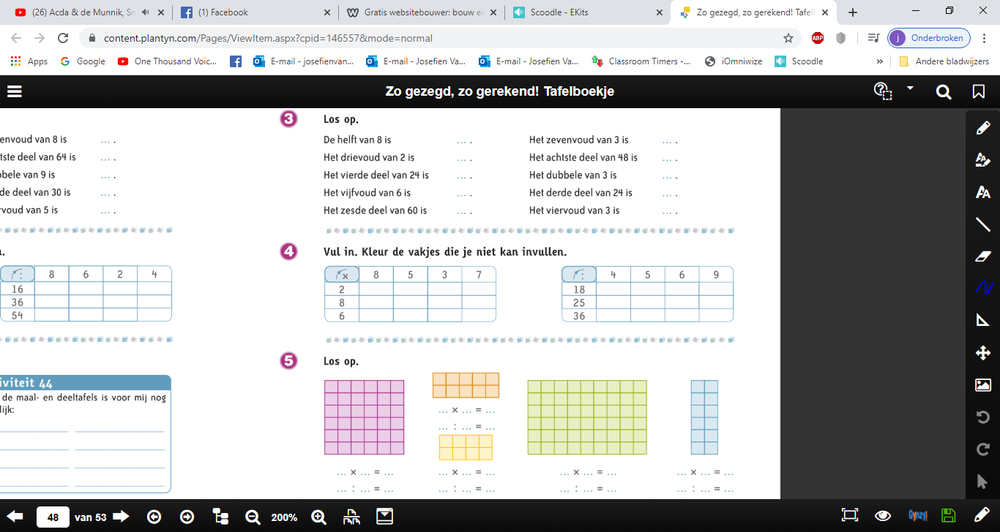 (26) Acda & de Munnik, Sn
(1) Facebook
Gratis websitebouwer: bouw ee
Scoodle - EKits
Zo gezegd, zo gerekend! Tafel
content.plantyn.com/Pages/ViewItem.aspx?cpid=146557&mode=normal
ABP
j Onderbroken
Apps
Google
One Thousand Voic...
E-mail - josefienvan...
E-mail - Josefien Va...
E-mail - Josefien Va...
Classroom Timers -...
iOmniwize
Scoodle
»
Andere bladwijzers
Zo gezegd, zo gerekend! Tafelboekje
envoud van 8 is ... .
tste deel van 64 is ... .
bele van 9 is ... .
de deel van 30 is ... .
rvoud van 5 is ... .
3 Los op.
De helft van 8 is ... .
Het drievoud van 2 is ... .
Het vierde deel van 24 is ... .
Het vijfvoud van 6 is ... .
Het zesde deel van 60 is ... .
Het zevenvoud van 3 is ... .
Het achtste deel van 48 is ... .
Het dubbele van 3 is ... .
Het derde deel van 24 is ... .
Het viervoud van 3 is ... .
: 8 6 2 4
16
36
54
4 Vul in. Kleur de vakjes die je niet kan invullen.
x 8 5 3 7
2
8
6
: 4 5 6 9
18
25
36
iviteit 44
de maal- en deeltafels is voor mij nog
lijk:
5 Los op.
... × ... = ...
... : ... = ...
... × ... = ... ... × ... = ... ... × ... = ... ... × ... = ...
... : ... = ... ... : ... = ... ... : ... = ... ... : ... = ...
48 van 53
200%
Gynzy!